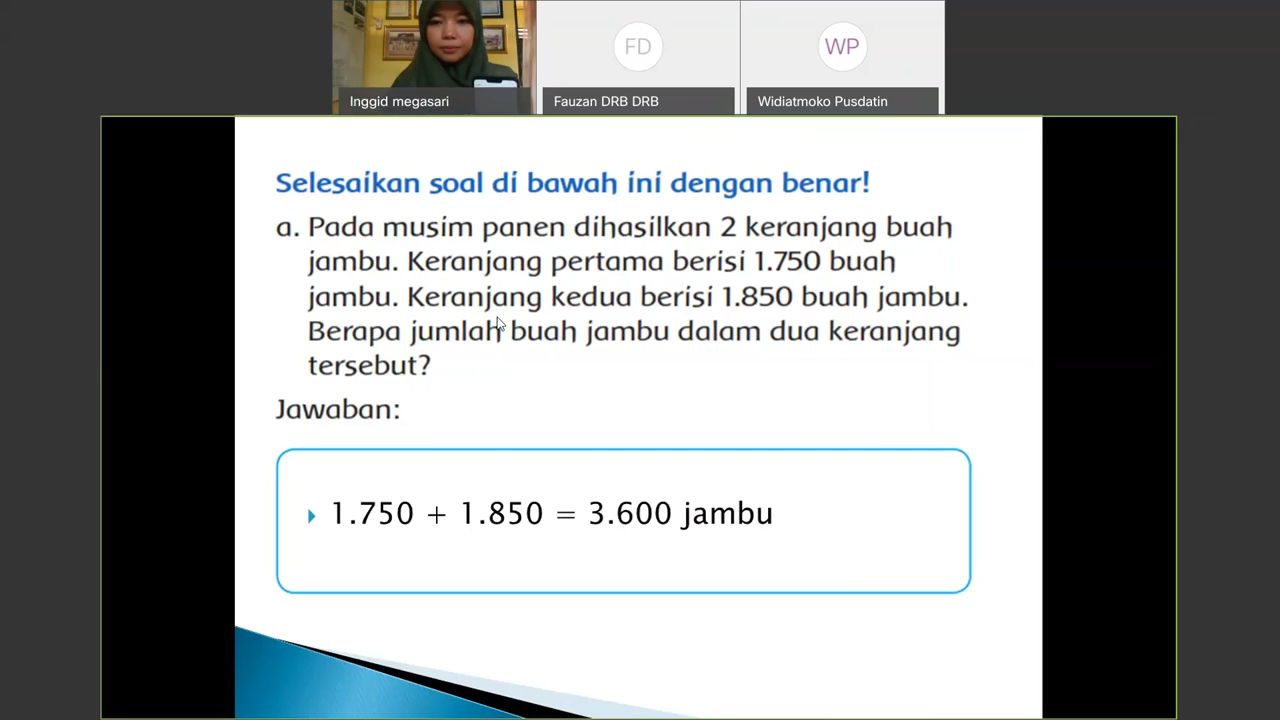 Inggid megasari
FD
Fauzan DRB DRB
WP
Widiatmoko Pusdatin
Selesaikan soal di bawah ini dengan benar!
a. Pada musim panen dihasilkan 2 keranjang buah
jambu. Keranjang pertama berisi 1.750 buah
jambu. Keranjang kedua berisi 1.850 buah jambu.
Berapa jumlah buah jambu dalam dua keranjang
tersebut?
Jawaban:
1.750 + 1.850 = 3.600 jambu